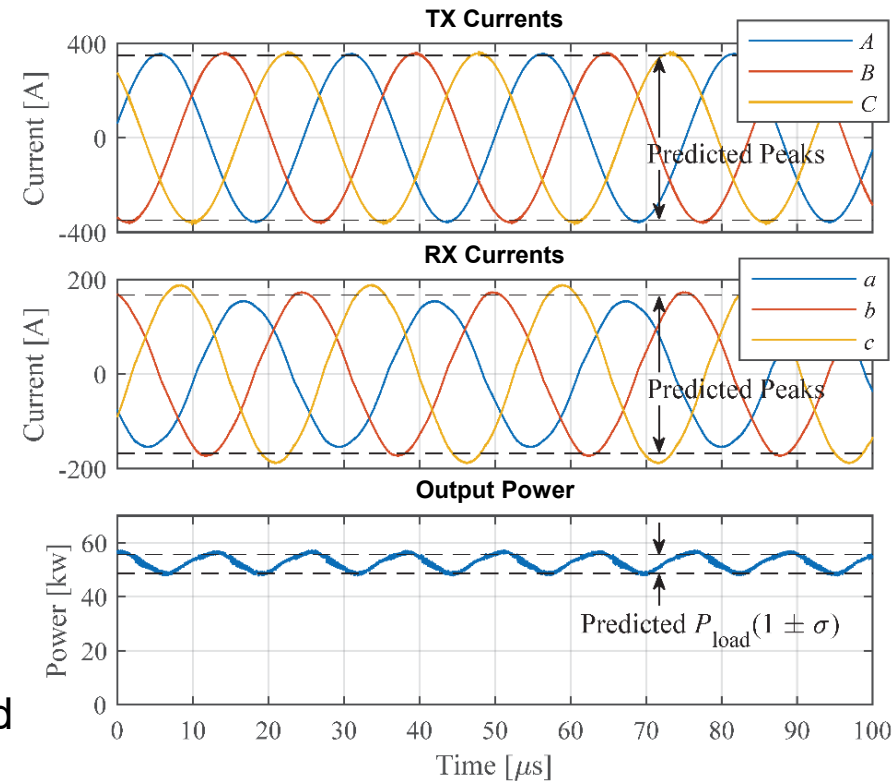 TX Currents
400
0
-400
Current [A]
A
B
C
Predicted Peaks
RX Currents
200
0
-200
Current [A]
a
b
c
Predicted Peaks
Output Power
60
40
20
0
Power [kw]
Predicted P_load(1 ± σ)
d
0 10 20 30 40 50 60 70 80 90 100
Time [μs]